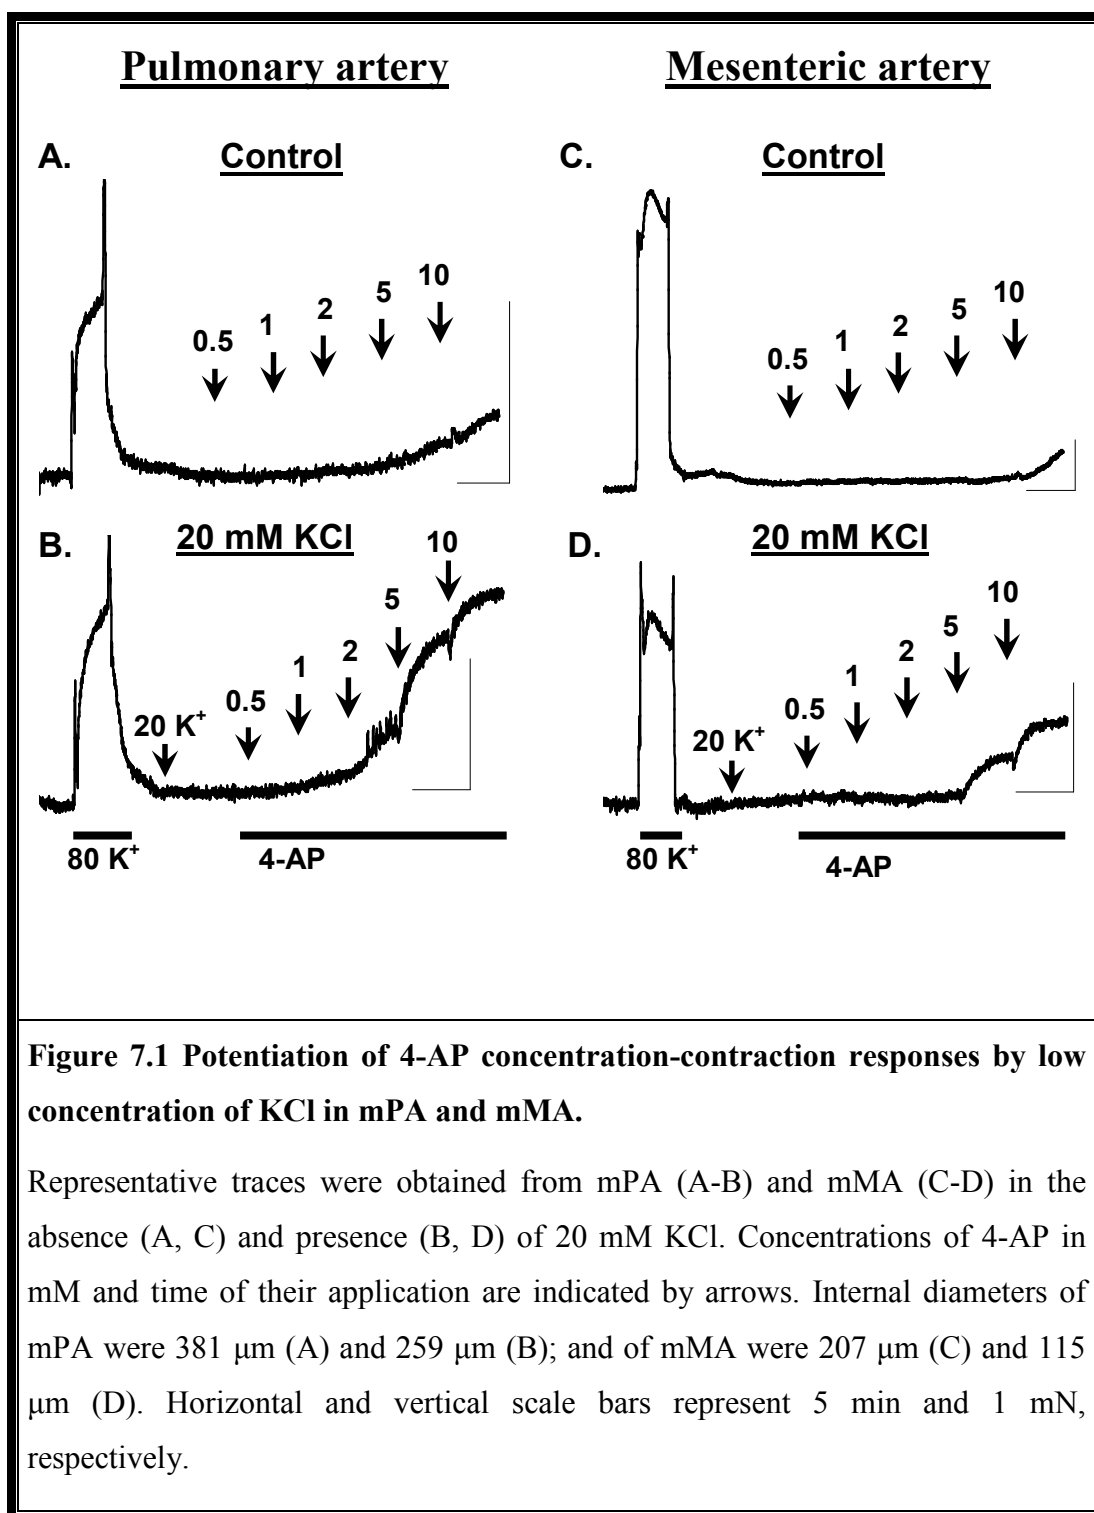 Pulmonary artery
Mesenteric artery
A.
Control
0.5
1
2
5
10
C.
Control
0.5
1
2
5
10
B.
20 mM KCl
20 K+
0.5
1
2
5
10
80 K+
4-AP
D.
20 mM KCl
20 K+
0.5
1
2
5
10
80 K+
4-AP
Figure 7.1 Potentiation of 4-AP concentration-contraction responses by low
concentration of KCl in mPA and mMA.
Representative traces were obtained from mPA (A-B) and mMA (C-D) in the
absence (A, C) and presence (B, D) of 20 mM KCl. Concentrations of 4-AP in
mM and time of their application are indicated by arrows. Internal diameters of
mPA were 381 μm (A) and 259 μm (B); and of mMA were 207 μm (C) and 115
μm (D). Horizontal and vertical scale bars represent 5 min and 1 mN,
respectively.